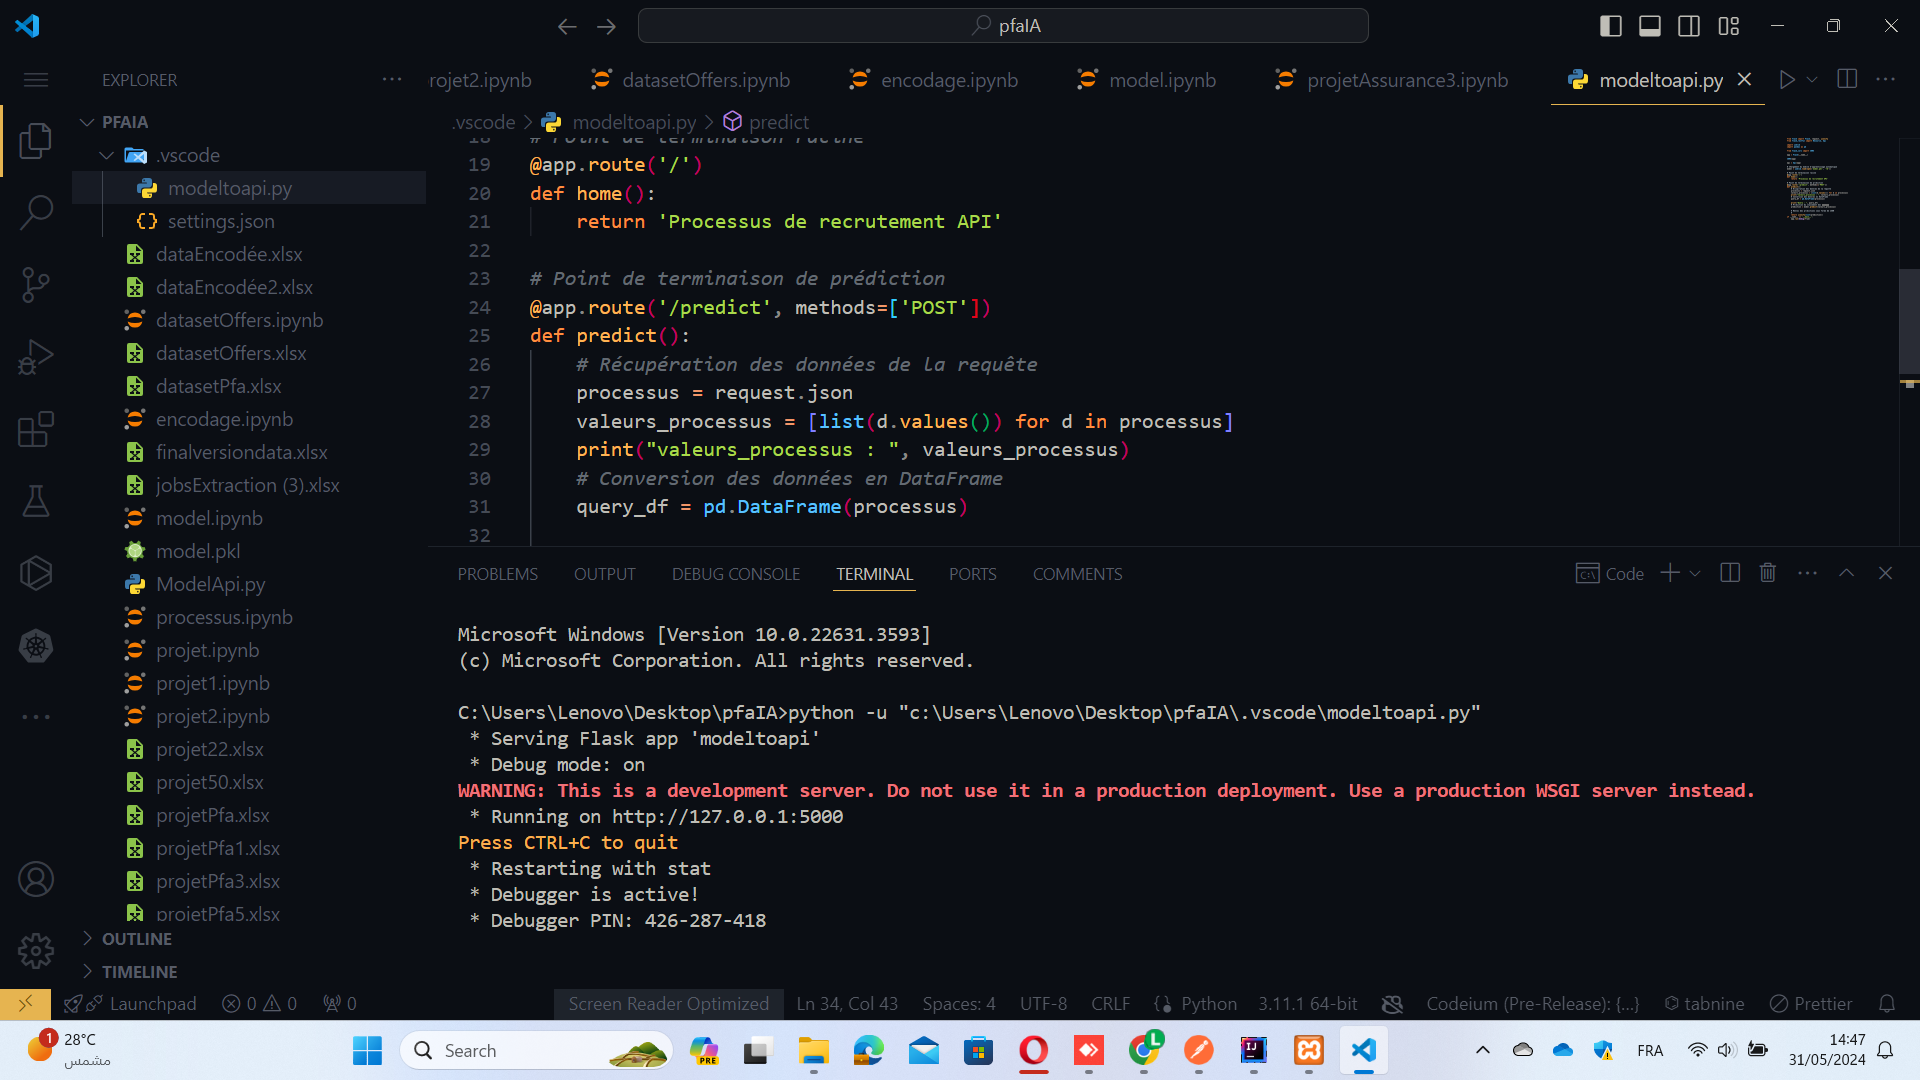 pfaIA
EXPLORER
rojet2.ipynb
datasetOffers.ipynb
encodage.ipynb
model.ipynb
projetAssurance3.ipynb
modeltoapi.py
PFAIA
.vscode
modeltoapi.py
settings.json
dataEncodée.xlsx
dataEncodée2.xlsx
datasetOffers.ipynb
datasetOffers.xlsx
datasetPfa.xlsx
encodage.ipynb
finalversiondata.xlsx
jobsExtraction (3).xlsx
model.ipynb
model.pkl
ModelApi.py
processus.ipynb
projet.ipynb
projet1.ipynb
projet2.ipynb
projet22.xlsx
projet50.xlsx
projetPfa.xlsx
projetPfa1.xlsx
projetPfa3.xlsx
projetPfa5.xlsx
OUTLINE
TIMELINE
.vscode > modeltoapi.py > predict
18 # Point de terminaison racine
19 @app.route('/')
20 def home():
21 return 'Processus de recrutement API'
22
23 # Point de terminaison de prédiction
24 @app.route('/predict', methods=['POST'])
25 def predict():
26 # Récupération des données de la requête
27 processus = request.json
28 valeurs_processus = [list(d.values()) for d in processus]
29 print("valeurs_processus : ", valeurs_processus)
30 # Conversion des données en DataFrame
31 query_df = pd.DataFrame(processus)
32
PROBLEMS OUTPUT DEBUG CONSOLE TERMINAL PORTS COMMENTS
Code
Microsoft Windows [Version 10.0.22631.3593]
(c) Microsoft Corporation. All rights reserved.
C:\Users\Lenovo\Desktop\pfaIA>python -u "c:\Users\Lenovo\Desktop\pfaIA\.vscode\modeltoapi.py"
* Serving Flask app 'modeltoapi'
* Debug mode: on
WARNING: This is a development server. Do not use it in a production deployment. Use a production WSGI server instead.
* Running on http://127.0.0.1:5000
Press CTRL+C to quit
* Restarting with stat
* Debugger is active!
* Debugger PIN: 426-287-418
Launchpad 0 0 0 Screen Reader Optimized Ln 34, Col 43 Spaces: 4 UTF-8 CRLF Python 3.11.1 64-bit Codeium (Pre-Release): {...} tabnine Prettier
1
28°C
مشمس
Search
PRE
L
FRA
14:47
31/05/2024